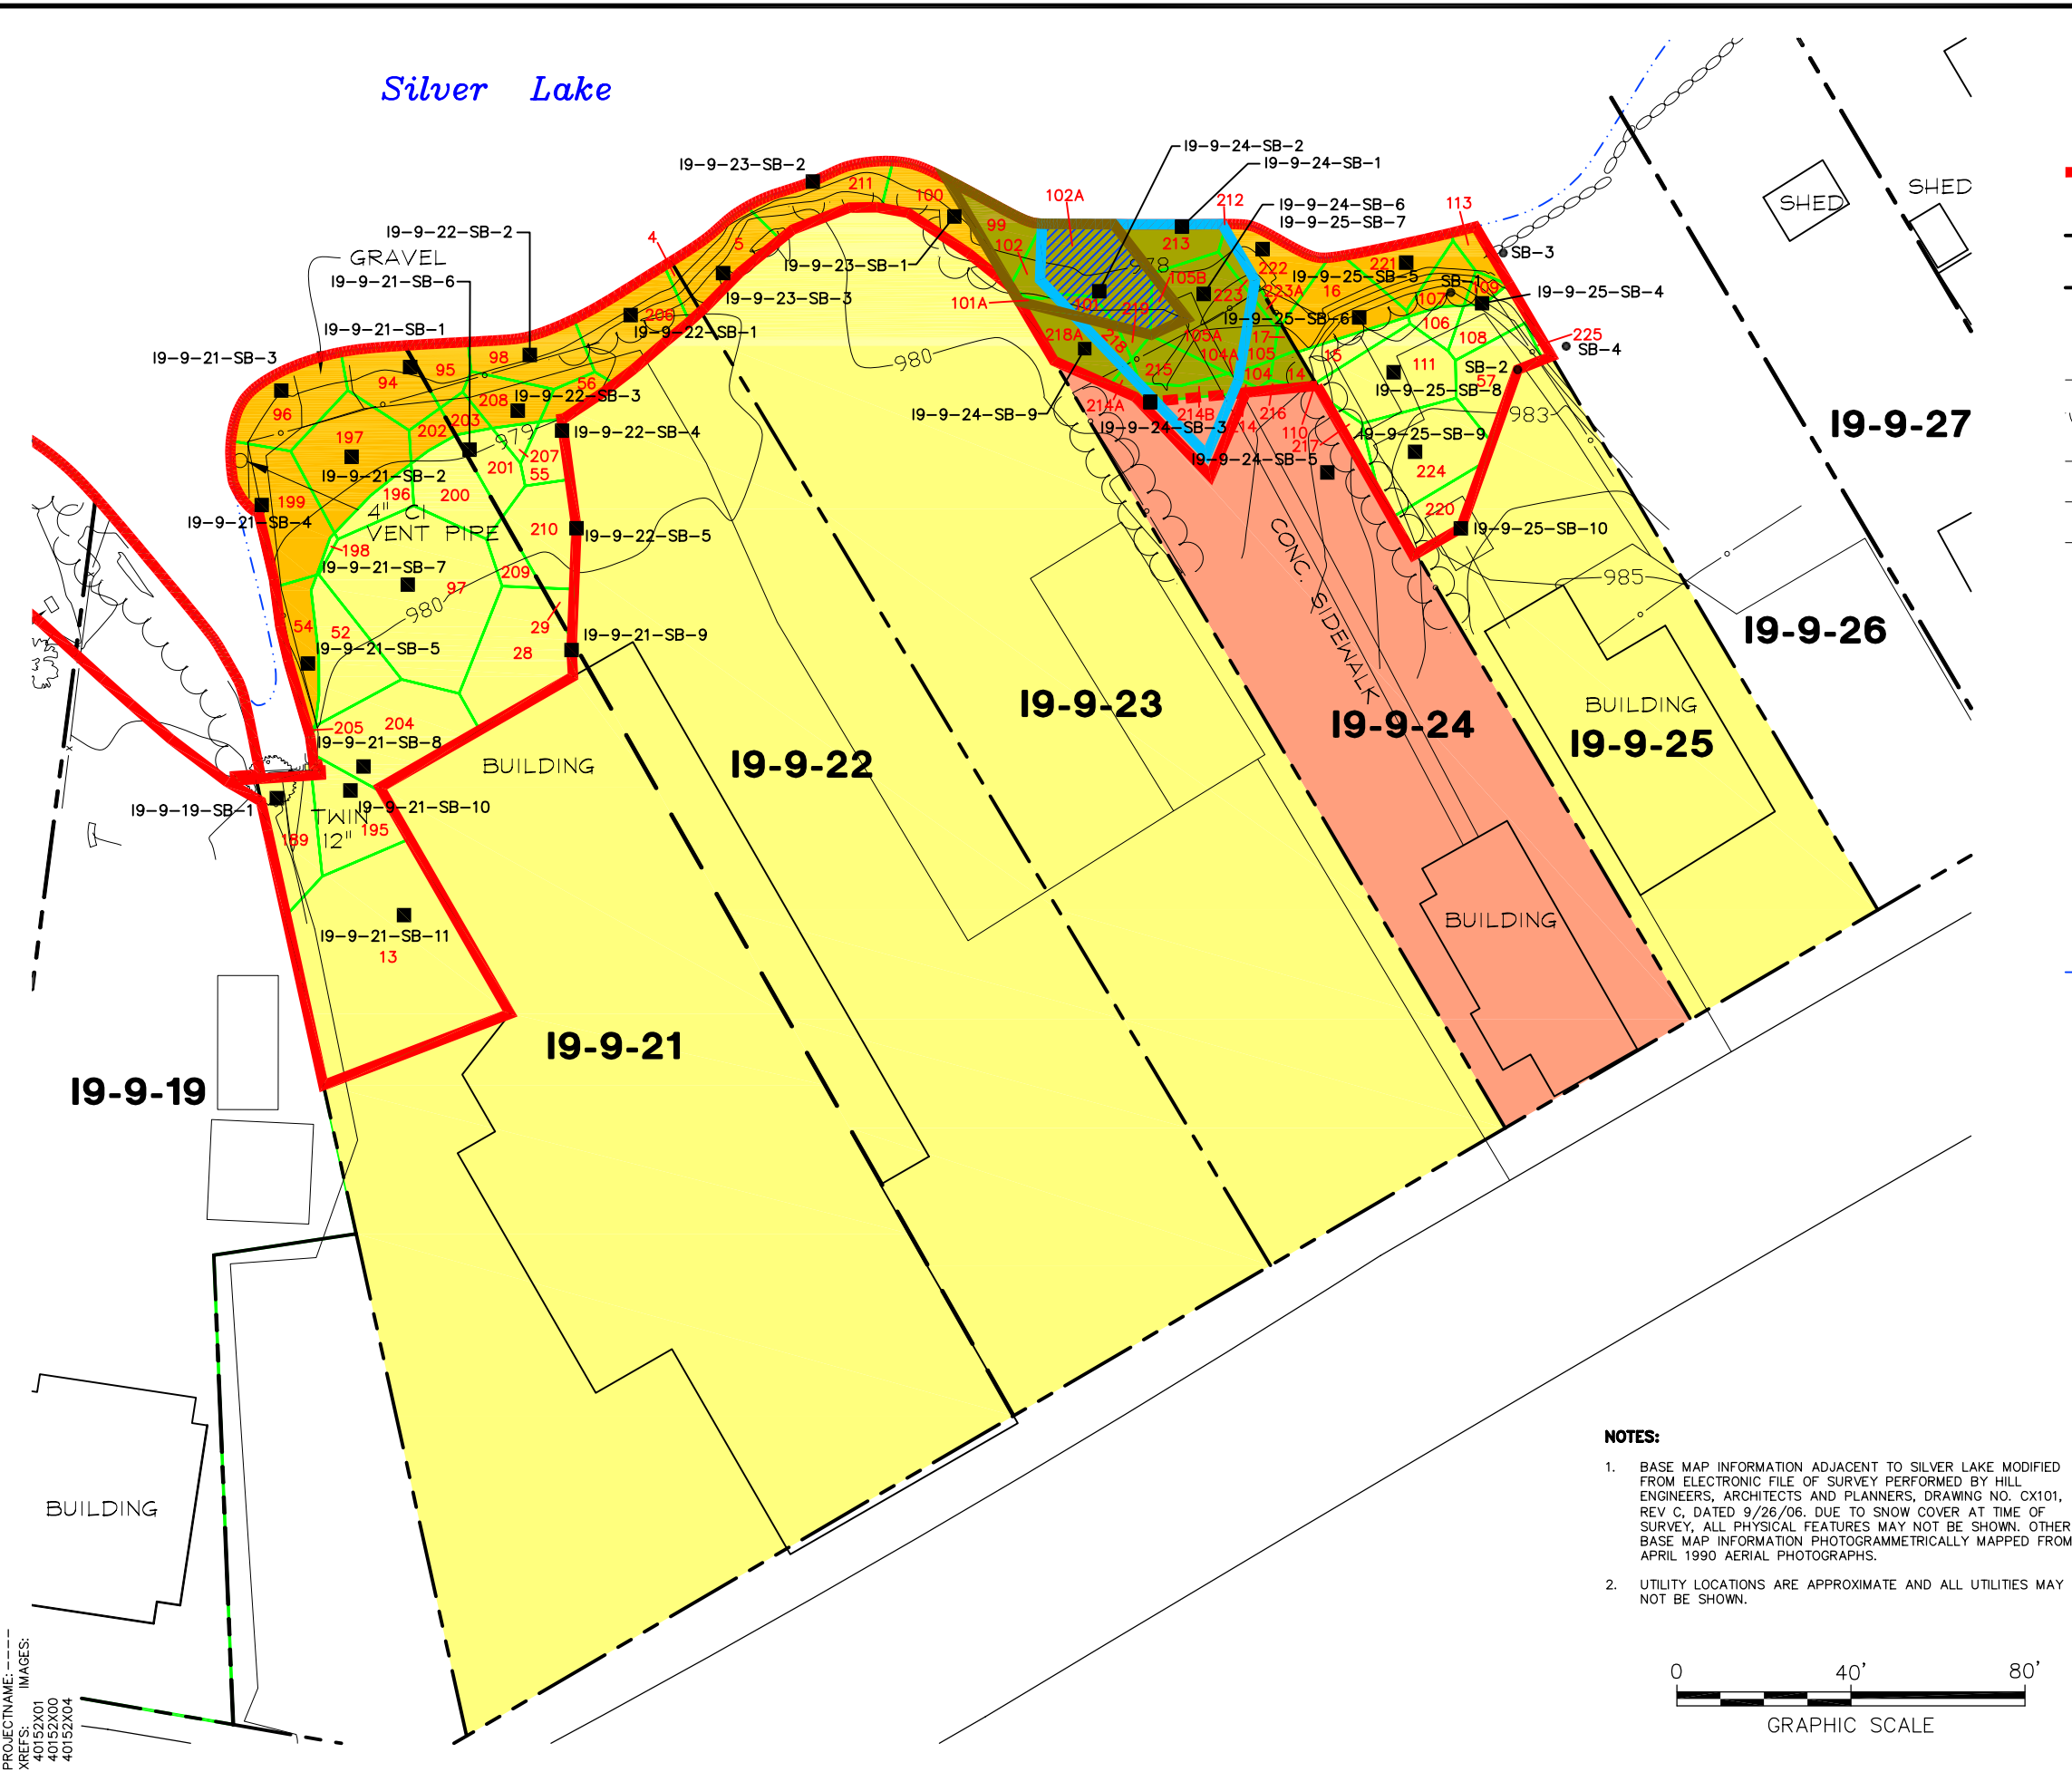 Silver Lake
I9-9-24-SB-2
I9-9-24-SB-1
I9-9-23-SB-2
102A
212
I9-9-24-SB-6
I9-9-25-SB-7
113
SHED
SHED
211
100
99
102
213
222
978
I9-9-22-SB-2
GRAVEL
I9-9-21-SB-6
4
5
I9-9-23-SB-1
I9-9-23-SB-3
101A
101
105B
219
223
223A
16
I9-9-25-SB-5
221
SB-1
SB-3
107
109
I9-9-25-SB-4
I9-9-21-SB-1
206
I9-9-22-SB-1
218A
218
105A
104A
17
105
I9-9-25-SB-6
106
108
225
SB-4
I9-9-21-SB-3
94
95
98
56
980
215
104
14
15
111
SB-2
57
I9-9-25-SB-8
96
208
I9-9-22-SB-3
I9-9-24-SB-9
214A
214B
216
214
110
217
983
I9-9-27
197
202
203
979
I9-9-22-SB-4
I9-9-24-SB-3
I9-9-25-SB-9
I9-9-21-SB-2
201
207
55
I9-9-24-SB-5
224
199
196
200
I9-9-21-SB-4
4" CI
VENT PIPE
210
I9-9-22-SB-5
220
I9-9-25-SB-10
198
I9-9-21-SB-7
209
97
980
985
54
52
29
28
I9-9-21-SB-9
I9-9-21-SB-5
CONC. SIDEWALK
I9-9-26
205
204
I9-9-21-SB-8
BUILDING
I9-9-22
I9-9-23
I9-9-24
BUILDING
I9-9-25
I9-9-19-SB-1
I9-9-21-SB-10
TWIN
12"
189
195
I9-9-21-SB-11
13
BUILDING
I9-9-21
I9-9-19
BUILDING
NOTES:
1. BASE MAP INFORMATION ADJACENT TO SILVER LAKE MODIFIED
FROM ELECTRONIC FILE OF SURVEY PERFORMED BY HILL
ENGINEERS, ARCHITECTS AND PLANNERS, DRAWING NO. CX101,
REV C, DATED 9/26/06. DUE TO SNOW COVER AT TIME OF
SURVEY, ALL PHYSICAL FEATURES MAY NOT BE SHOWN. OTHER
BASE MAP INFORMATION PHOTOGRAMMETRICALLY MAPPED FROM
APRIL 1990 AERIAL PHOTOGRAPHS.
2. UTILITY LOCATIONS ARE APPROXIMATE AND ALL UTILITIES MAY
NOT BE SHOWN.
0 40' 80'
GRAPHIC SCALE
PROJECTNAME: ----
XREFS: IMAGES:
40152X01
40152X00
40152X04